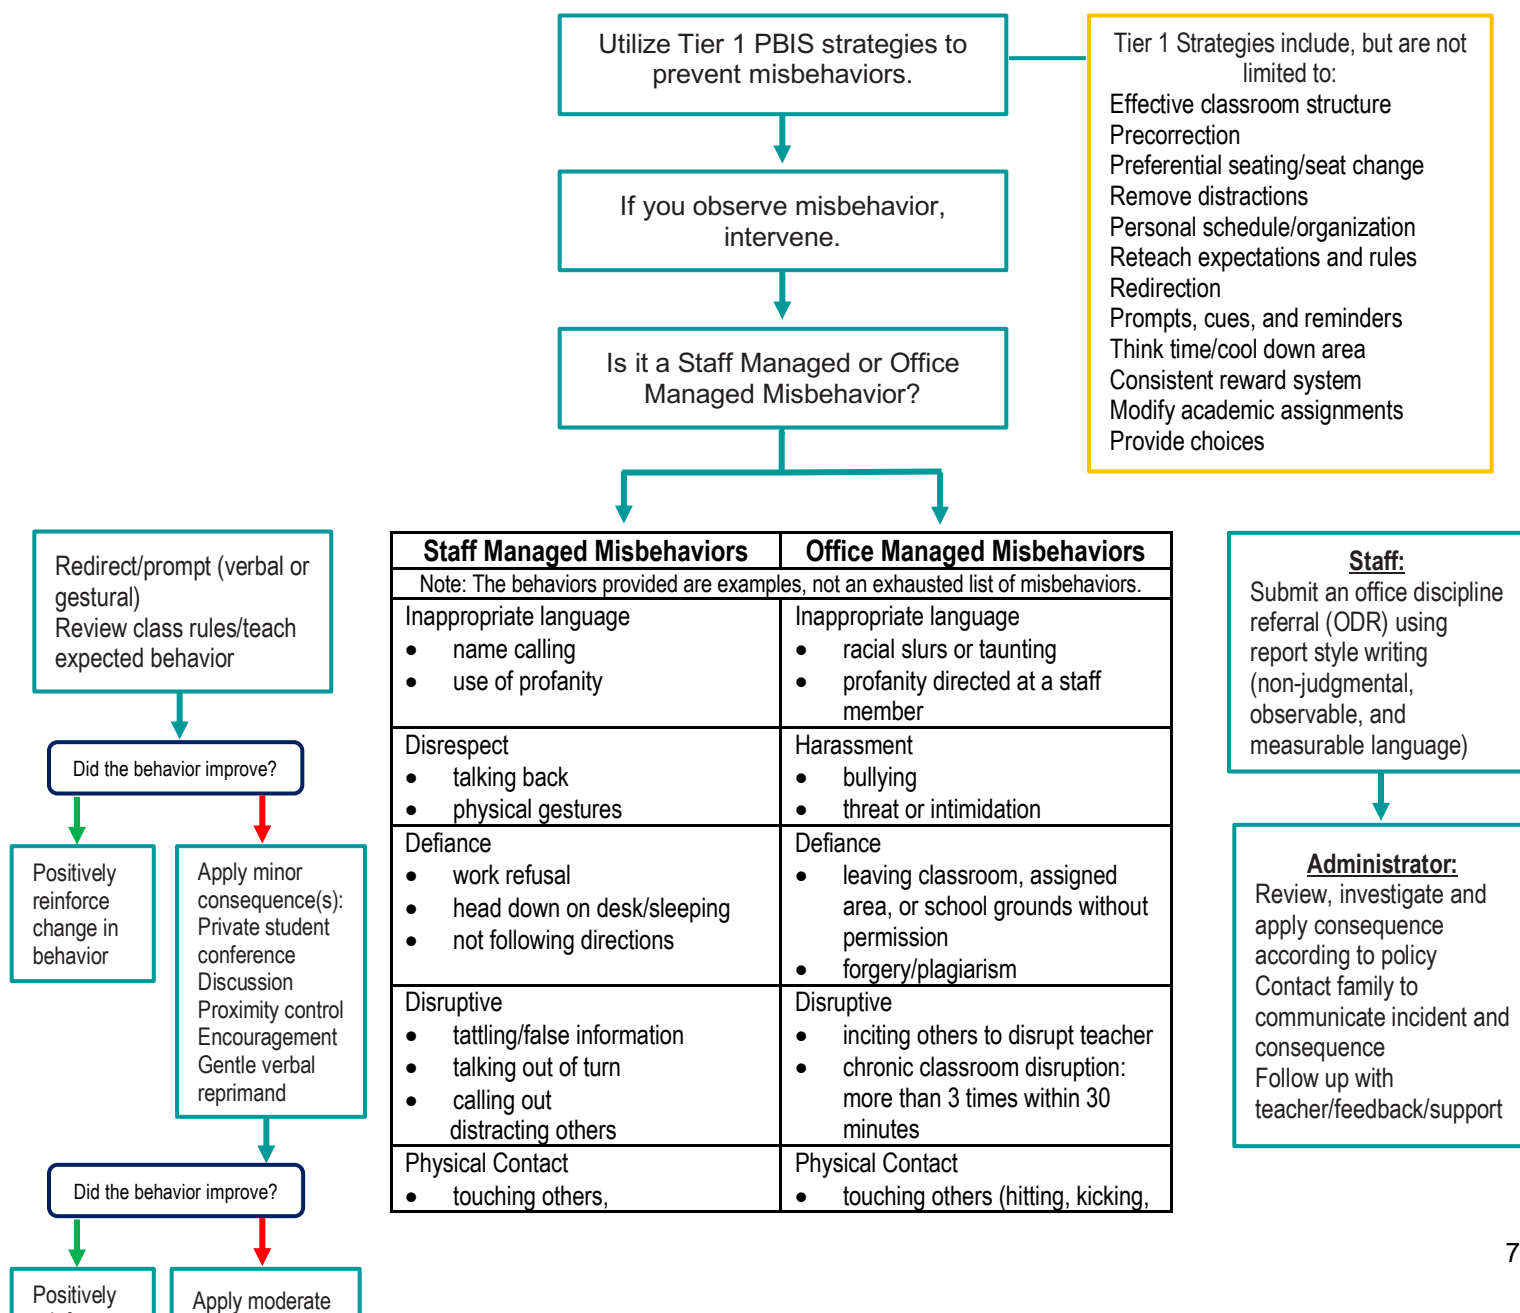 Utilize Tier 1 PBIS strategies to
prevent misbehaviors.
Tier 1 Strategies include, but are not
limited to:
Effective classroom structure
Precorrection
Preferential seating/seat change
Remove distractions
Personal schedule/organization
Reteach expectations and rules
Redirection
Prompts, cues, and reminders
Think time/cool down area
Consistent reward system
Modify academic assignments
Provide choices
If you observe misbehavior,
intervene.
Is it a Staff Managed or Office
Managed Misbehavior?
Redirect/prompt (verbal or
gestural)
Review class rules/teach
expected behavior
Did the behavior improve?
Positively
reinforce
change in
behavior
Apply minor
consequence(s):
Private student
conference
Discussion
Proximity control
Encouragement
Gentle verbal
reprimand
Did the behavior improve?
Positively
Apply moderate
Staff Managed Misbehaviors
Office Managed Misbehaviors
Note: The behaviors provided are examples, not an exhausted list of misbehaviors.
Inappropriate language
• name calling
• use of profanity
Inappropriate language
• racial slurs or taunting
• profanity directed at a staff
member
Disrespect
• talking back
• physical gestures
Harassment
• bullying
• threat or intimidation
Defiance
• work refusal
• head down on desk/sleeping
• not following directions
Defiance
• leaving classroom, assigned
area, or school grounds without
permission
• forgery/plagiarism
Disruptive
• tattling/false information
• talking out of turn
• calling out
distracting others
Disruptive
• inciting others to disrupt teacher
• chronic classroom disruption:
more than 3 times within 30
minutes
Physical Contact
• touching others,
Physical Contact
• touching others (hitting, kicking,
Staff:
Submit an office discipline
referral (ODR) using
report style writing
(non-judgmental,
observable, and
measurable language)
Administrator:
Review, investigate and
apply consequence
according to policy
Contact family to
communicate incident and
consequence
Follow up with
teacher/feedback/support
7